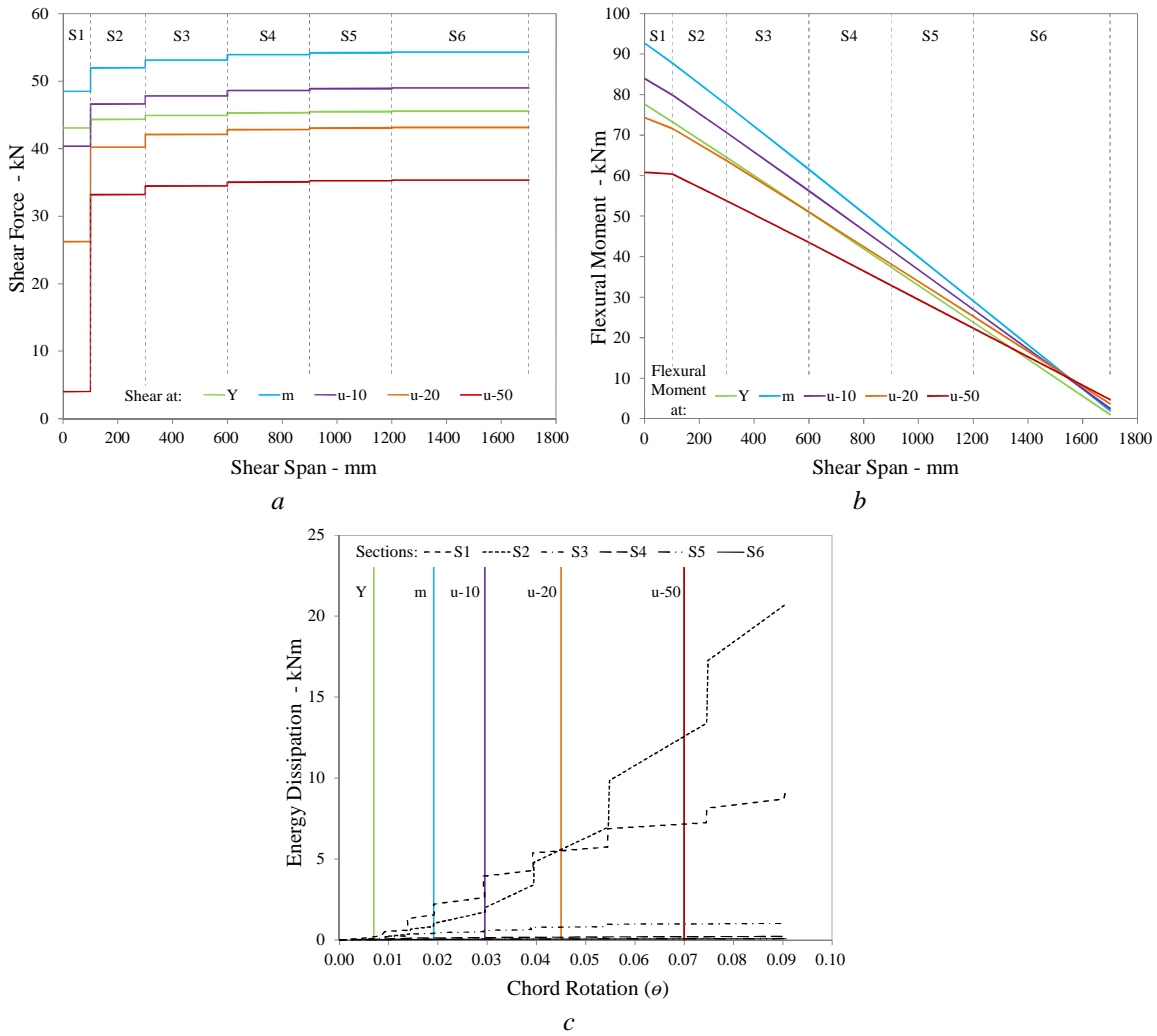 60
50
40
30
20
10
0
Shear Force - kN
S1 S2 S3 S4 S5 S6
Shear at: Y m u-10 u-20 u-50
0 200 400 600 800 1000 1200 1400 1600 1800
Shear Span - mm
a
100
90
80
70
60
50
40
30
20
10
0
Flexural Moment - kNm
S1 S2 S3 S4 S5 S6
Flexural
Moment
at:
Y m u-10 u-20 u-50
0 200 400 600 800 1000 1200 1400 1600 1800
Shear Span - mm
b
25
20
15
10
5
0
Energy Dissipation - kNm
Sections: S1 S2 S3 S4 S5 S6
Y m u-10 u-20 u-50
0.00 0.01 0.02 0.03 0.04 0.05 0.06 0.07 0.08 0.09 0.10
Chord Rotation (ө)
c